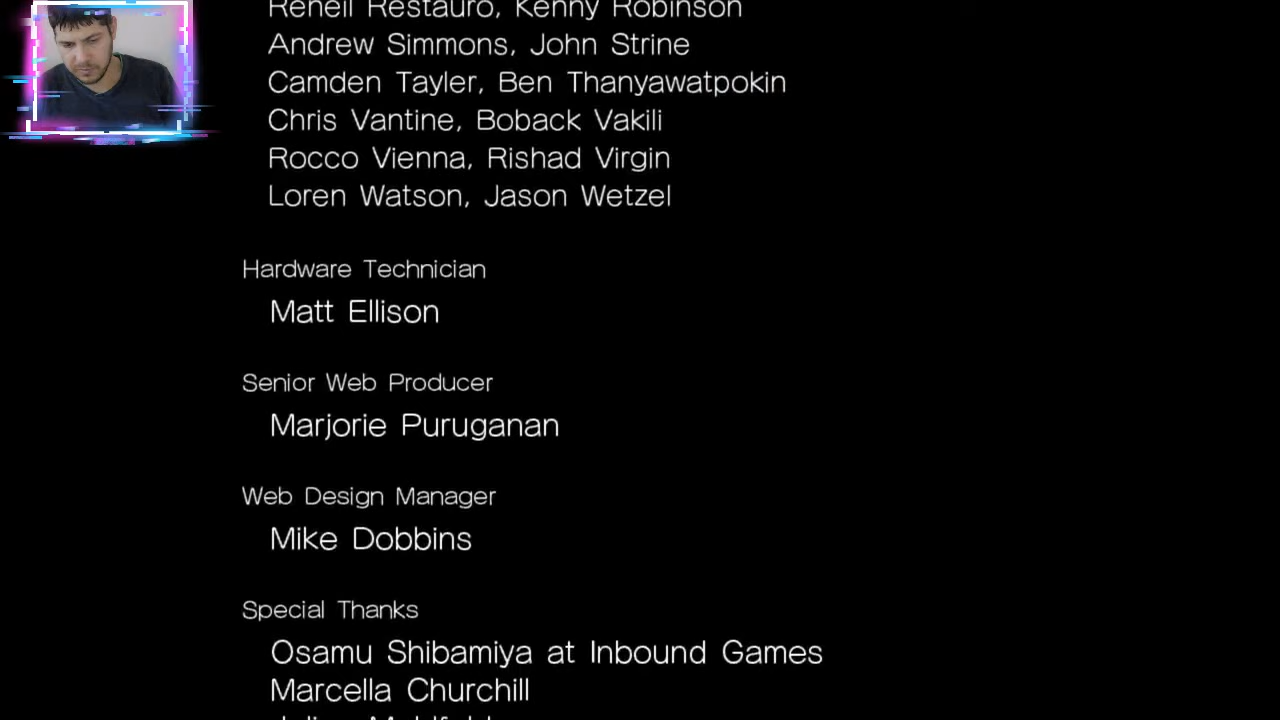 Reneil Restauro, Kenny Robinson
Andrew Simmons, John Strine
Camden Tayler, Ben Thanyawatpokin
Chris Vantine, Boback Vakili
Rocco Vienna, Rishad Virgin
Loren Watson, Jason Wetzel
Hardware Technician
Matt Ellison
Senior Web Producer
Marjorie Puruganan
Web Design Manager
Mike Dobbins
Special Thanks
Osamu Shibamiya at Inbound Games
Marcella Churchill